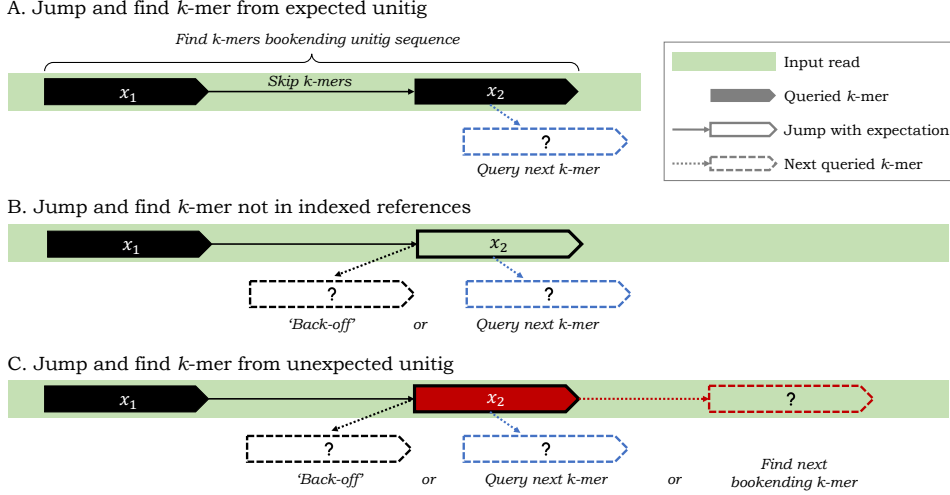 A. Jump and find k-mer from expected unitig
Find k-mers bookending unitig sequence
x₁
Skip k-mers
x₂
?
Query next k-mer
Input read
Queried k-mer
Jump with expectation
Next queried k-mer
B. Jump and find k-mer not in indexed references
x₁
x₂
?
?
‘Back-off’ or Query next k-mer
C. Jump and find k-mer from unexpected unitig
x₁
x₂
?
?
?
‘Back-off’ or Query next k-mer or Find next
bookending k-mer